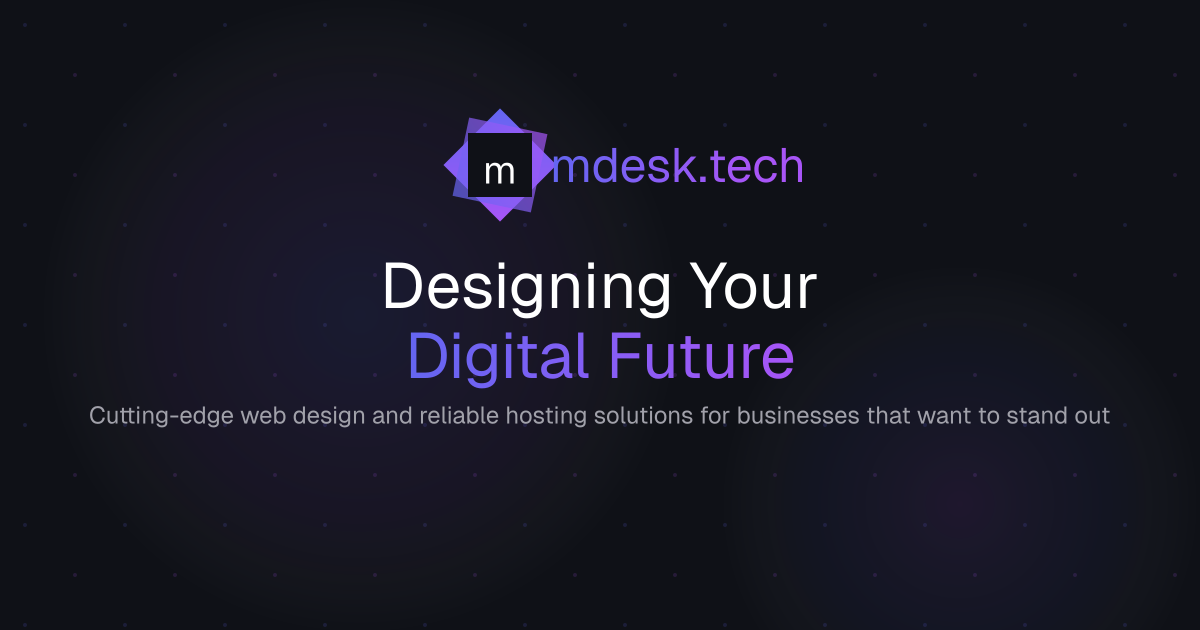 m mdesk.tech
Designing Your
Digital Future
Cutting-edge web design and reliable hosting solutions for businesses that want to stand out